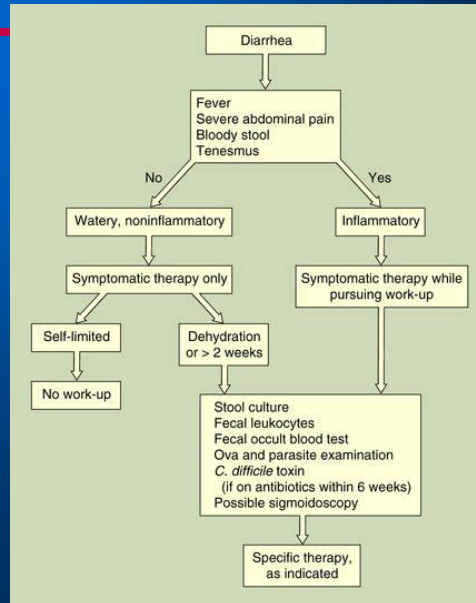 Diarrhea
Fever
Severe abdominal pain
Bloody stool
Tenesmus
No
Yes
Watery, noninflammatory
Inflammatory
Symptomatic therapy only
Symptomatic therapy while
pursuing work-up
Self-limited
Dehydration
or > 2 weeks
No work-up
Stool culture
Fecal leukocytes
Fecal occult blood test
Ova and parasite examination
C. difficile toxin
(if on antibiotics within 6 weeks)
Possible sigmoidoscopy
Specific therapy,
as indicated